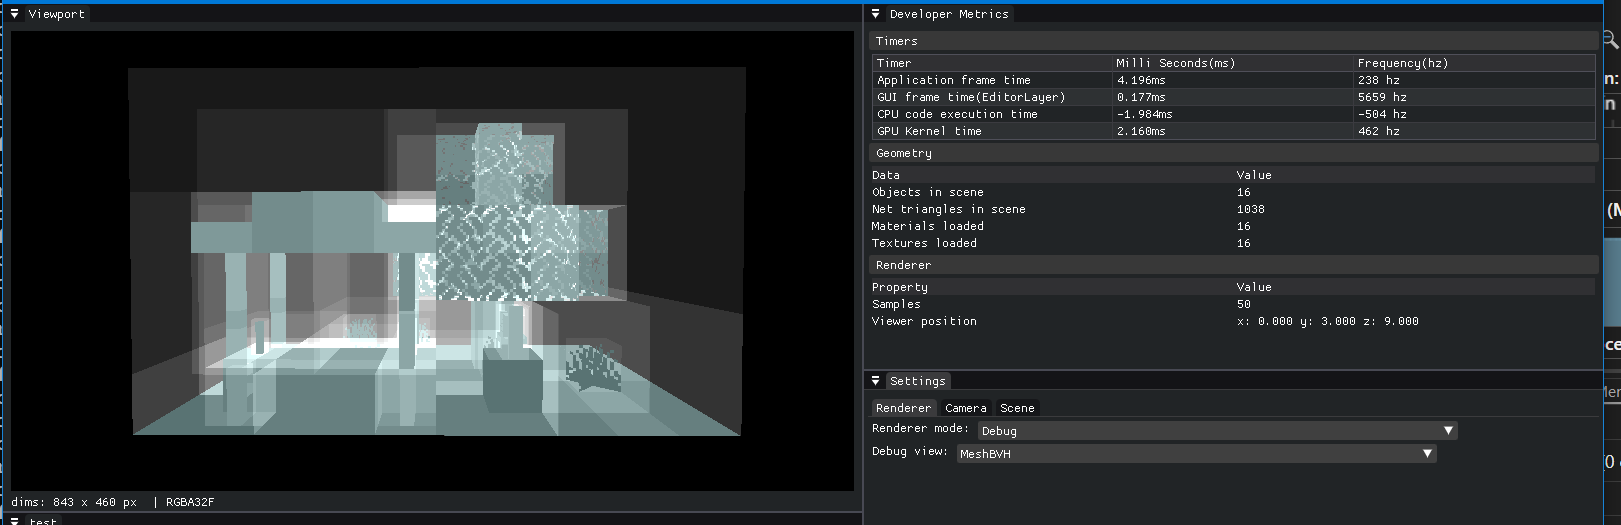 Viewport
dims: 843 x 460 px | RGBA32F
test
Developer Metrics
Timers
Timer Milli Seconds(ms) Frequency(hz)
Application frame time 4.196ms 238 hz
GUI frame time(EditorLayer) 0.177ms 5659 hz
CPU code execution time -1.984ms -504 hz
GPU Kernel time 2.160ms 462 hz
Geometry
Data Value
Objects in scene 16
Net triangles in scene 1038
Materials loaded 16
Textures loaded 16
Renderer
Property Value
Samples 50
Viewer position x: 0.000 y: 3.000 z: 9.000
Settings
Renderer Camera Scene
Renderer mode: Debug
Debug view: MeshBVH